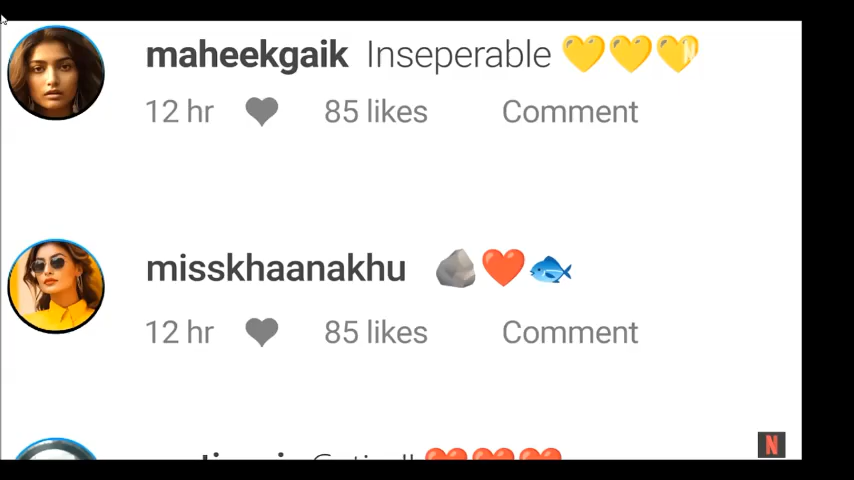 maheekgaik Inseperable 💛💛💛
12 hr 85 likes Comment
misskhaanakhu 🪨❤️🐟
12 hr 85 likes Comment
N